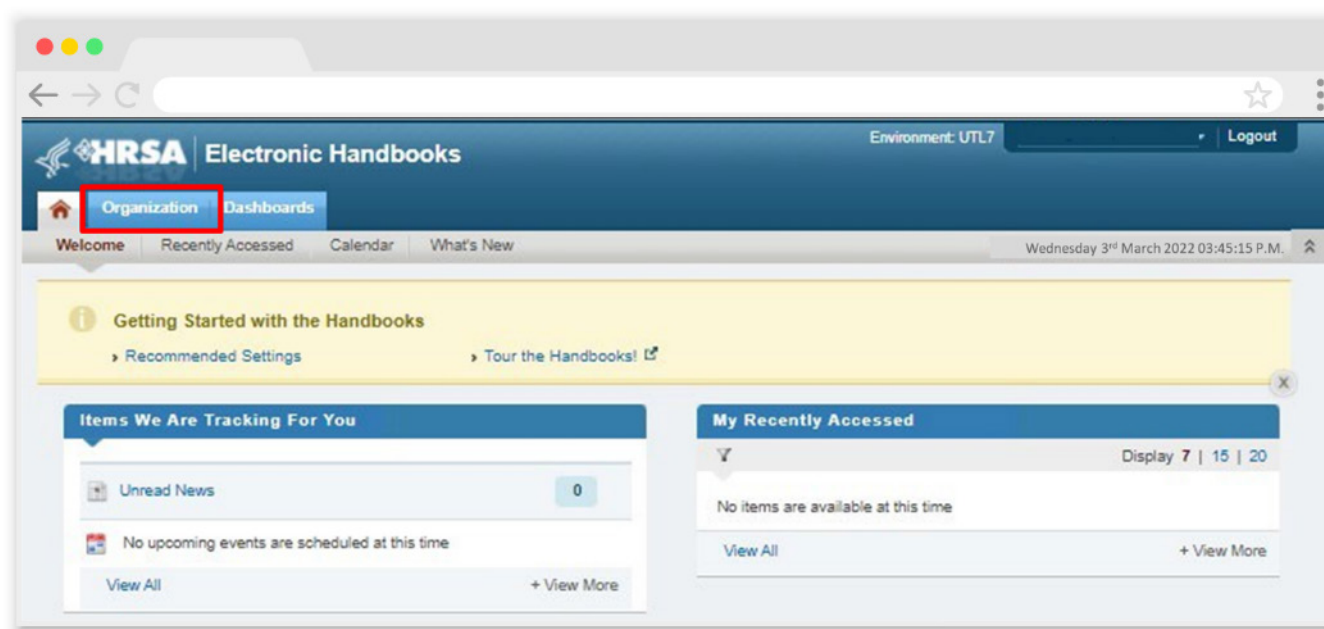 Environment: UTL7 Logout
HRSA Electronic Handbooks
Organization Dashboards
Welcome Recently Accessed Calendar What's New Wednesday 3rd March 2022 03:45:15 P.M.
Getting Started with the Handbooks
Recommended Settings Tour the Handbooks!
Items We Are Tracking For You
Unread News 0
No upcoming events are scheduled at this time
View All + View More
My Recently Accessed
Display 7 | 15 | 20
No items are available at this time
View All + View More